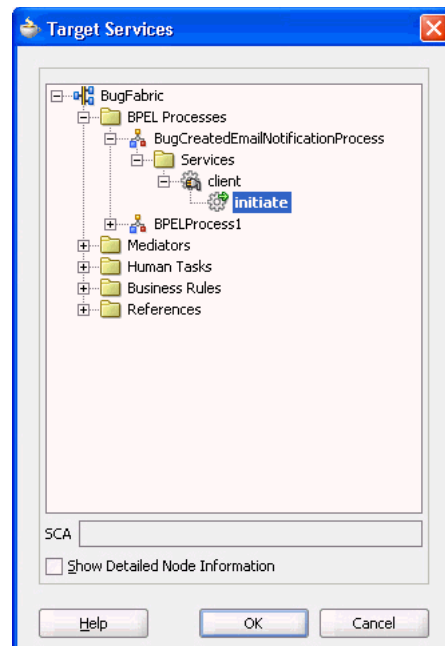 Target Services
BugFabric
BPEL Processes
BugCreatedEmailNotificationProcess
Services
client
initiate
BPELProcess1
Mediators
Human Tasks
Business Rules
References
SCA
Show Detailed Node Information
Help OK Cancel